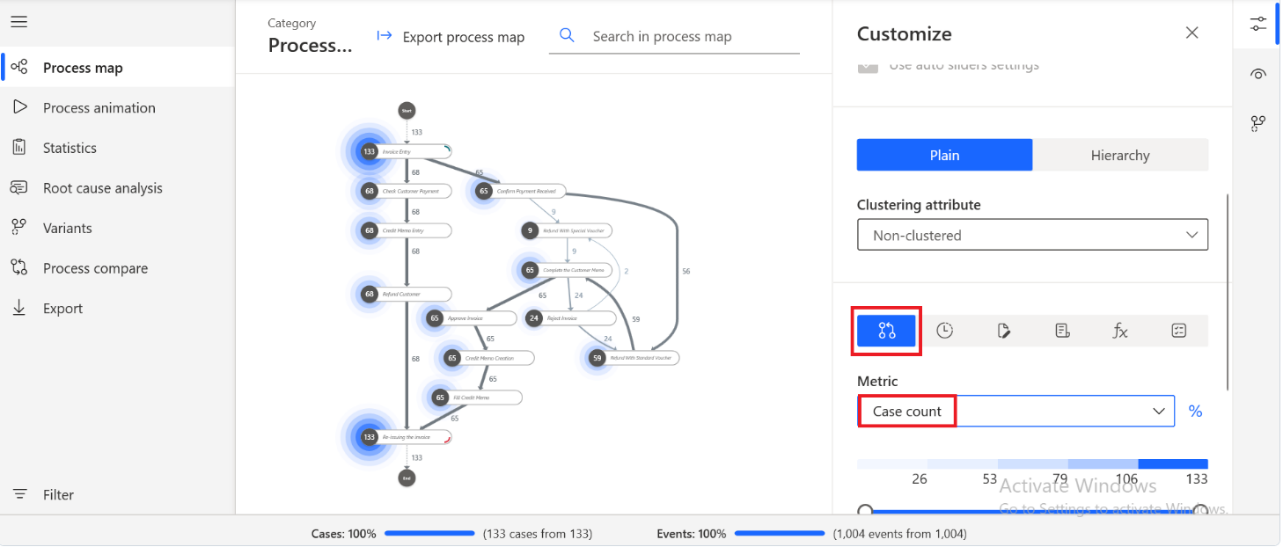 Category
Process...
Export process map
Search in process map
Customize
Use auto sliders settings
Process map
Process animation
Statistics
Root cause analysis
Variants
Process compare
Export
Filter
Start
133
133 Invoice Entry
68
65
68 Check Customer Payment
65 Confirm Payment Received
68
9
68 Credit Memo Entry
9 Refund With Special Voucher
68
9
65 Complete the Customer Memo
2
56
68 Refund Customer
65
24
65 Approve Invoice
24 Reject Invoice
59
65
24
68
65 Credit Memo Creation
59 Refund With Standard Voucher
65
65 Fill Credit Memo
65
133 Re-issuing the invoice
133
End
Plain
Hierarchy
Clustering attribute
Non-clustered
fx
Metric
Case count
%
26 53 79 106 133
Activate Windows
Go to Settings to activate Windows.
Cases: 100%
(133 cases from 133)
Events: 100%
(1,004 events from 1,004)